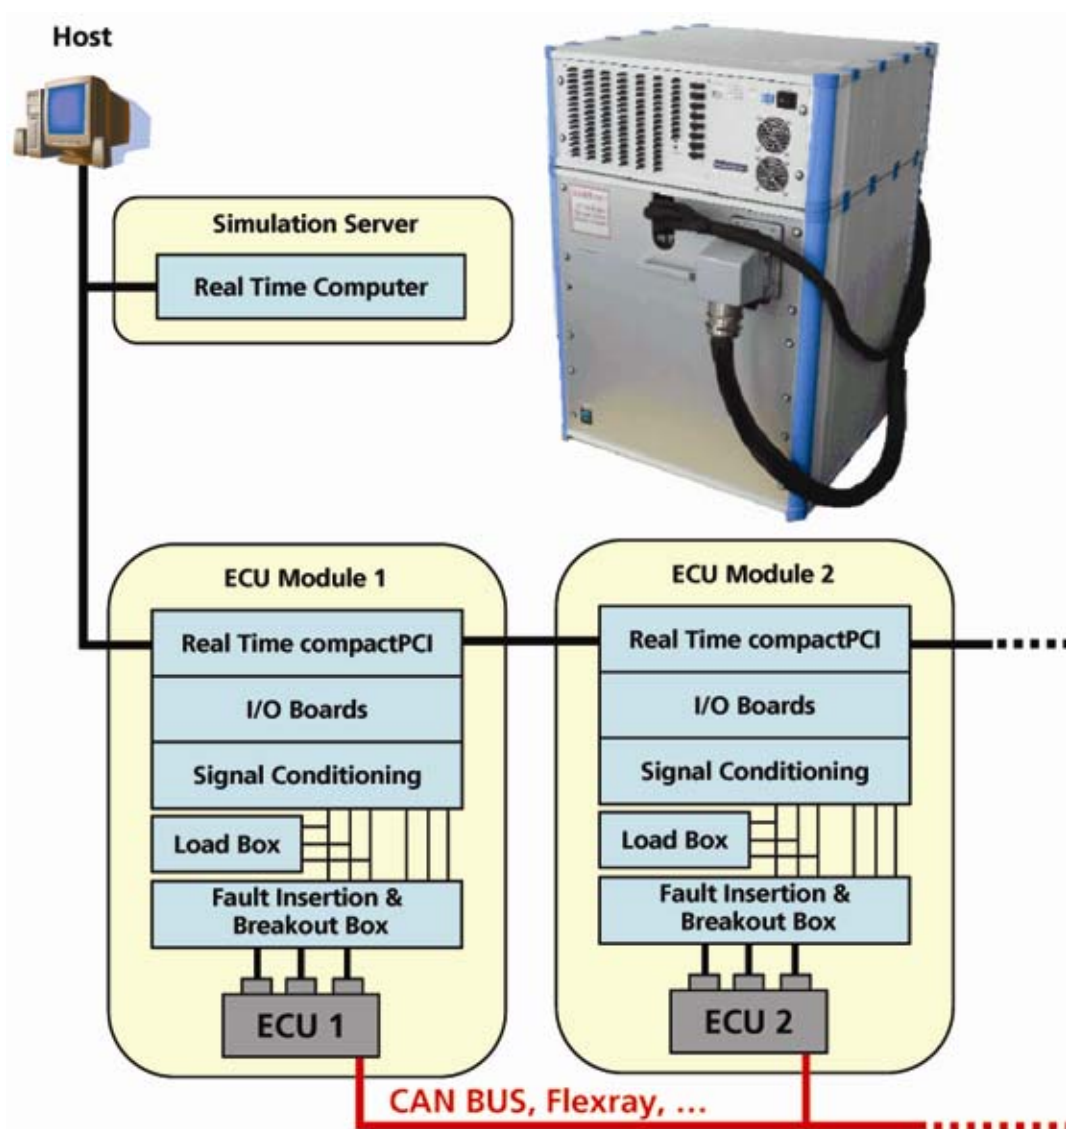 Host
Simulation Server
Real Time Computer
ECU Module 1
Real Time compactPCI
I/O Boards
Signal Conditioning
Load Box
Fault Insertion &
Breakout Box
ECU 1
ECU Module 2
Real Time compactPCI
I/O Boards
Signal Conditioning
Load Box
Fault Insertion &
Breakout Box
ECU 2
CAN BUS, Flexray, ...